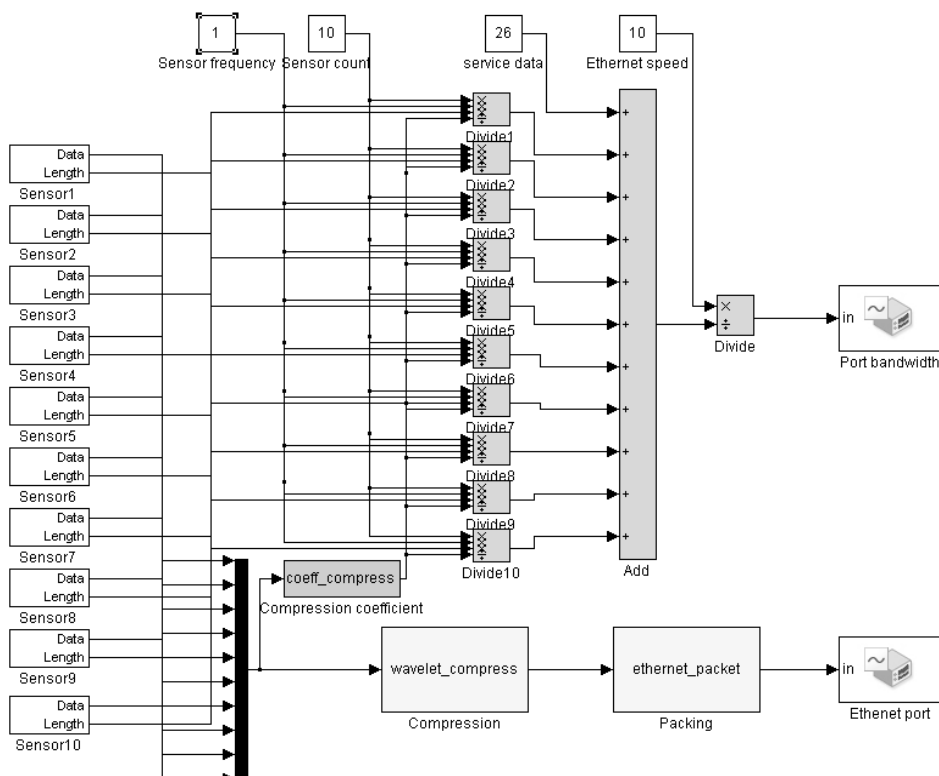 1
10
26
10
Sensor frequency
Sensor count
service data
Ethernet speed
Divide1
Divide2
Divide3
Divide4
Divide5
Divide6
Divide7
Divide8
Divide9
Divide10
Data
Length
Sensor1
Data
Length
Sensor2
Data
Length
Sensor3
Data
Length
Sensor4
Data
Length
Sensor5
Data
Length
Sensor6
Data
Length
Sensor7
Data
Length
Sensor8
Data
Length
Sensor9
Data
Length
Sensor10
Add
Divide
in
Port bandwidth
coeff_compress
Compression coefficient
wavelet_compress
Compression
ethernet_packet
Packing
in
Ethenet port